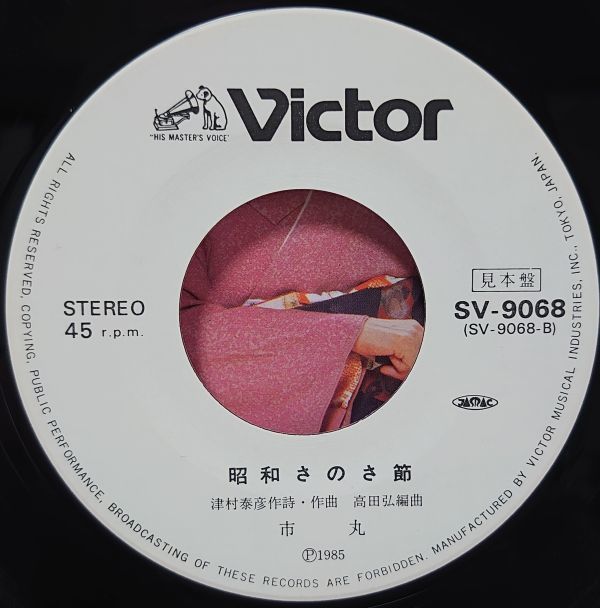 Victor
"HIS MASTER'S VOICE"
STEREO
45 r.p.m.
見本盤
SV-9068
(SV-9068-B)
JASRAC
昭和さのさ節
津村泰彦作詩・作曲 高田弘編曲
市丸
Ⓟ1985
ALL RIGHTS RESERVED, COPYING, PUBLIC PERFORMANCE, BROADCASTING OF THESE RECORDS ARE FORBIDDEN. MANUFACTURED BY VICTOR MUSICAL INDUSTRIES, INC., TOKYO, JAPAN.